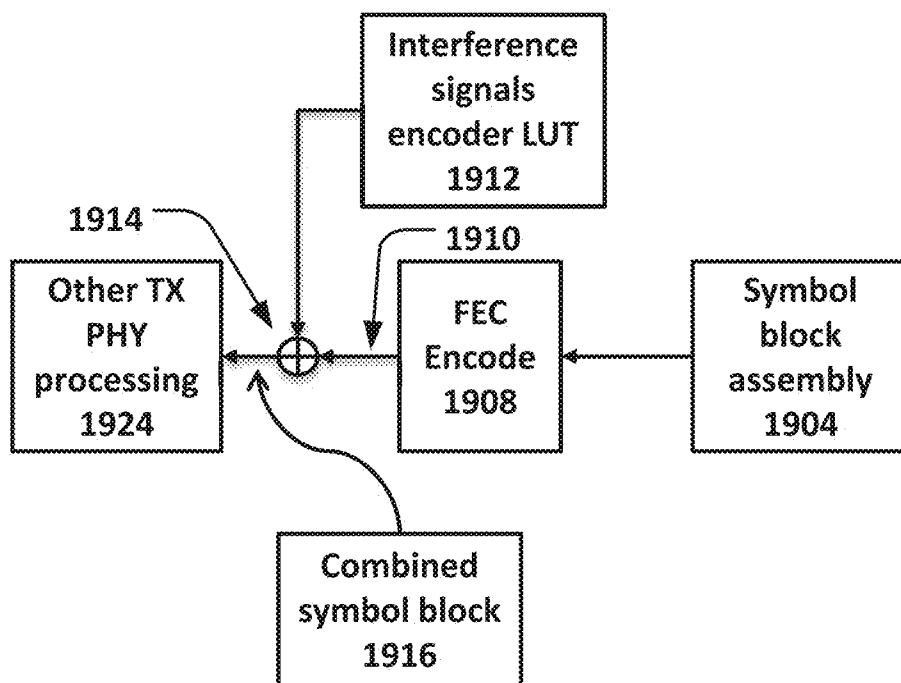 Interference
signals
encoder LUT
1912
1914
1910
Other TX
PHY
processing
1924
FEC
Encode
1908
Symbol
block
assembly
1904
Combined
symbol block
1916